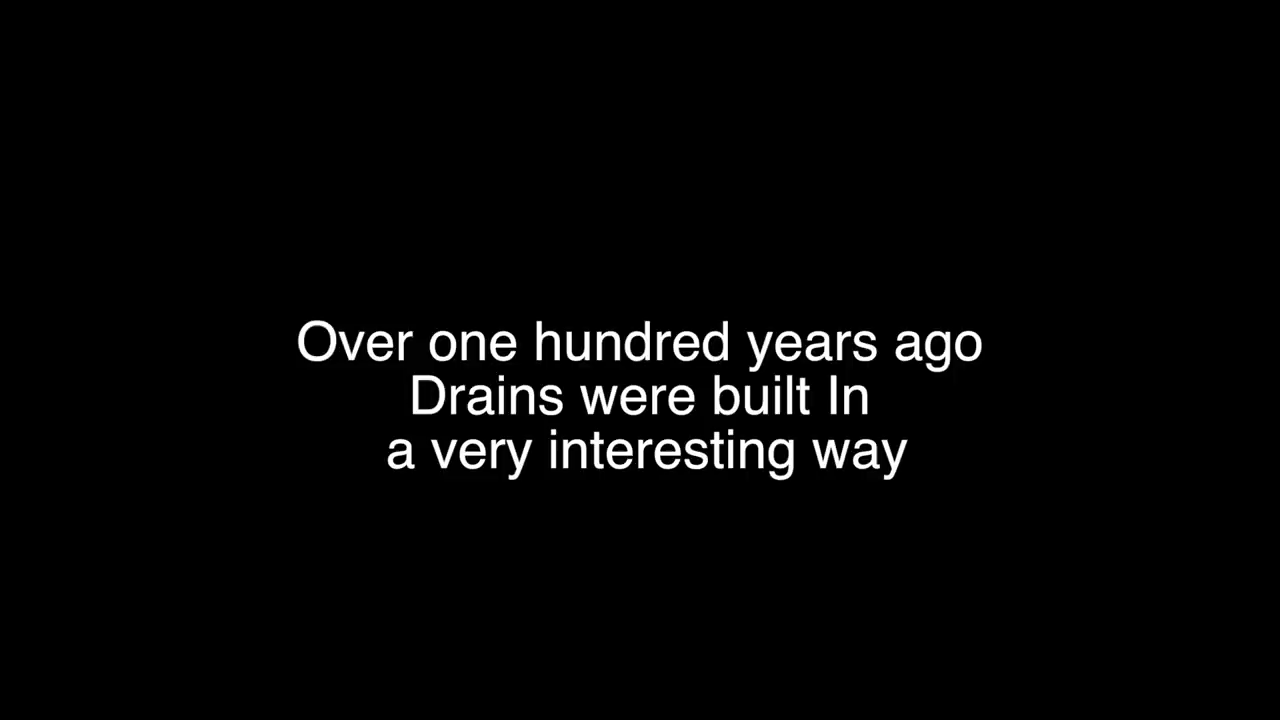 Over one hundred years ago
Drains were built In
a very interesting way